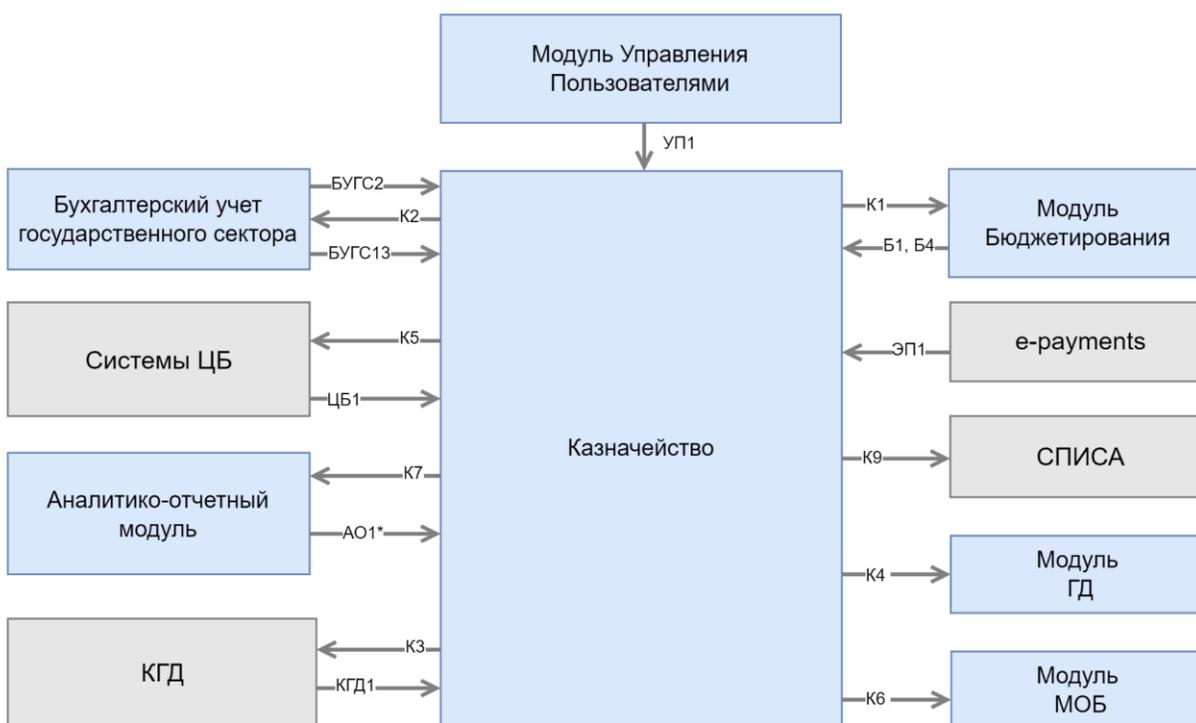 Модуль Управления
Пользователями
УП1
БУГС2
Бухгалтерский учет
государственного сектора
К2
БУГС13
К1
Модуль
Бюджетирования
Б1, Б4
Системы ЦБ
К5
ЦБ1
e-payments
ЭП1
Казначейство
К9
СПИСА
Аналитико-отчетный
модуль
К7
АО1*
К4
Модуль
ГД
КГД
К3
КГД1
К6
Модуль
МОБ